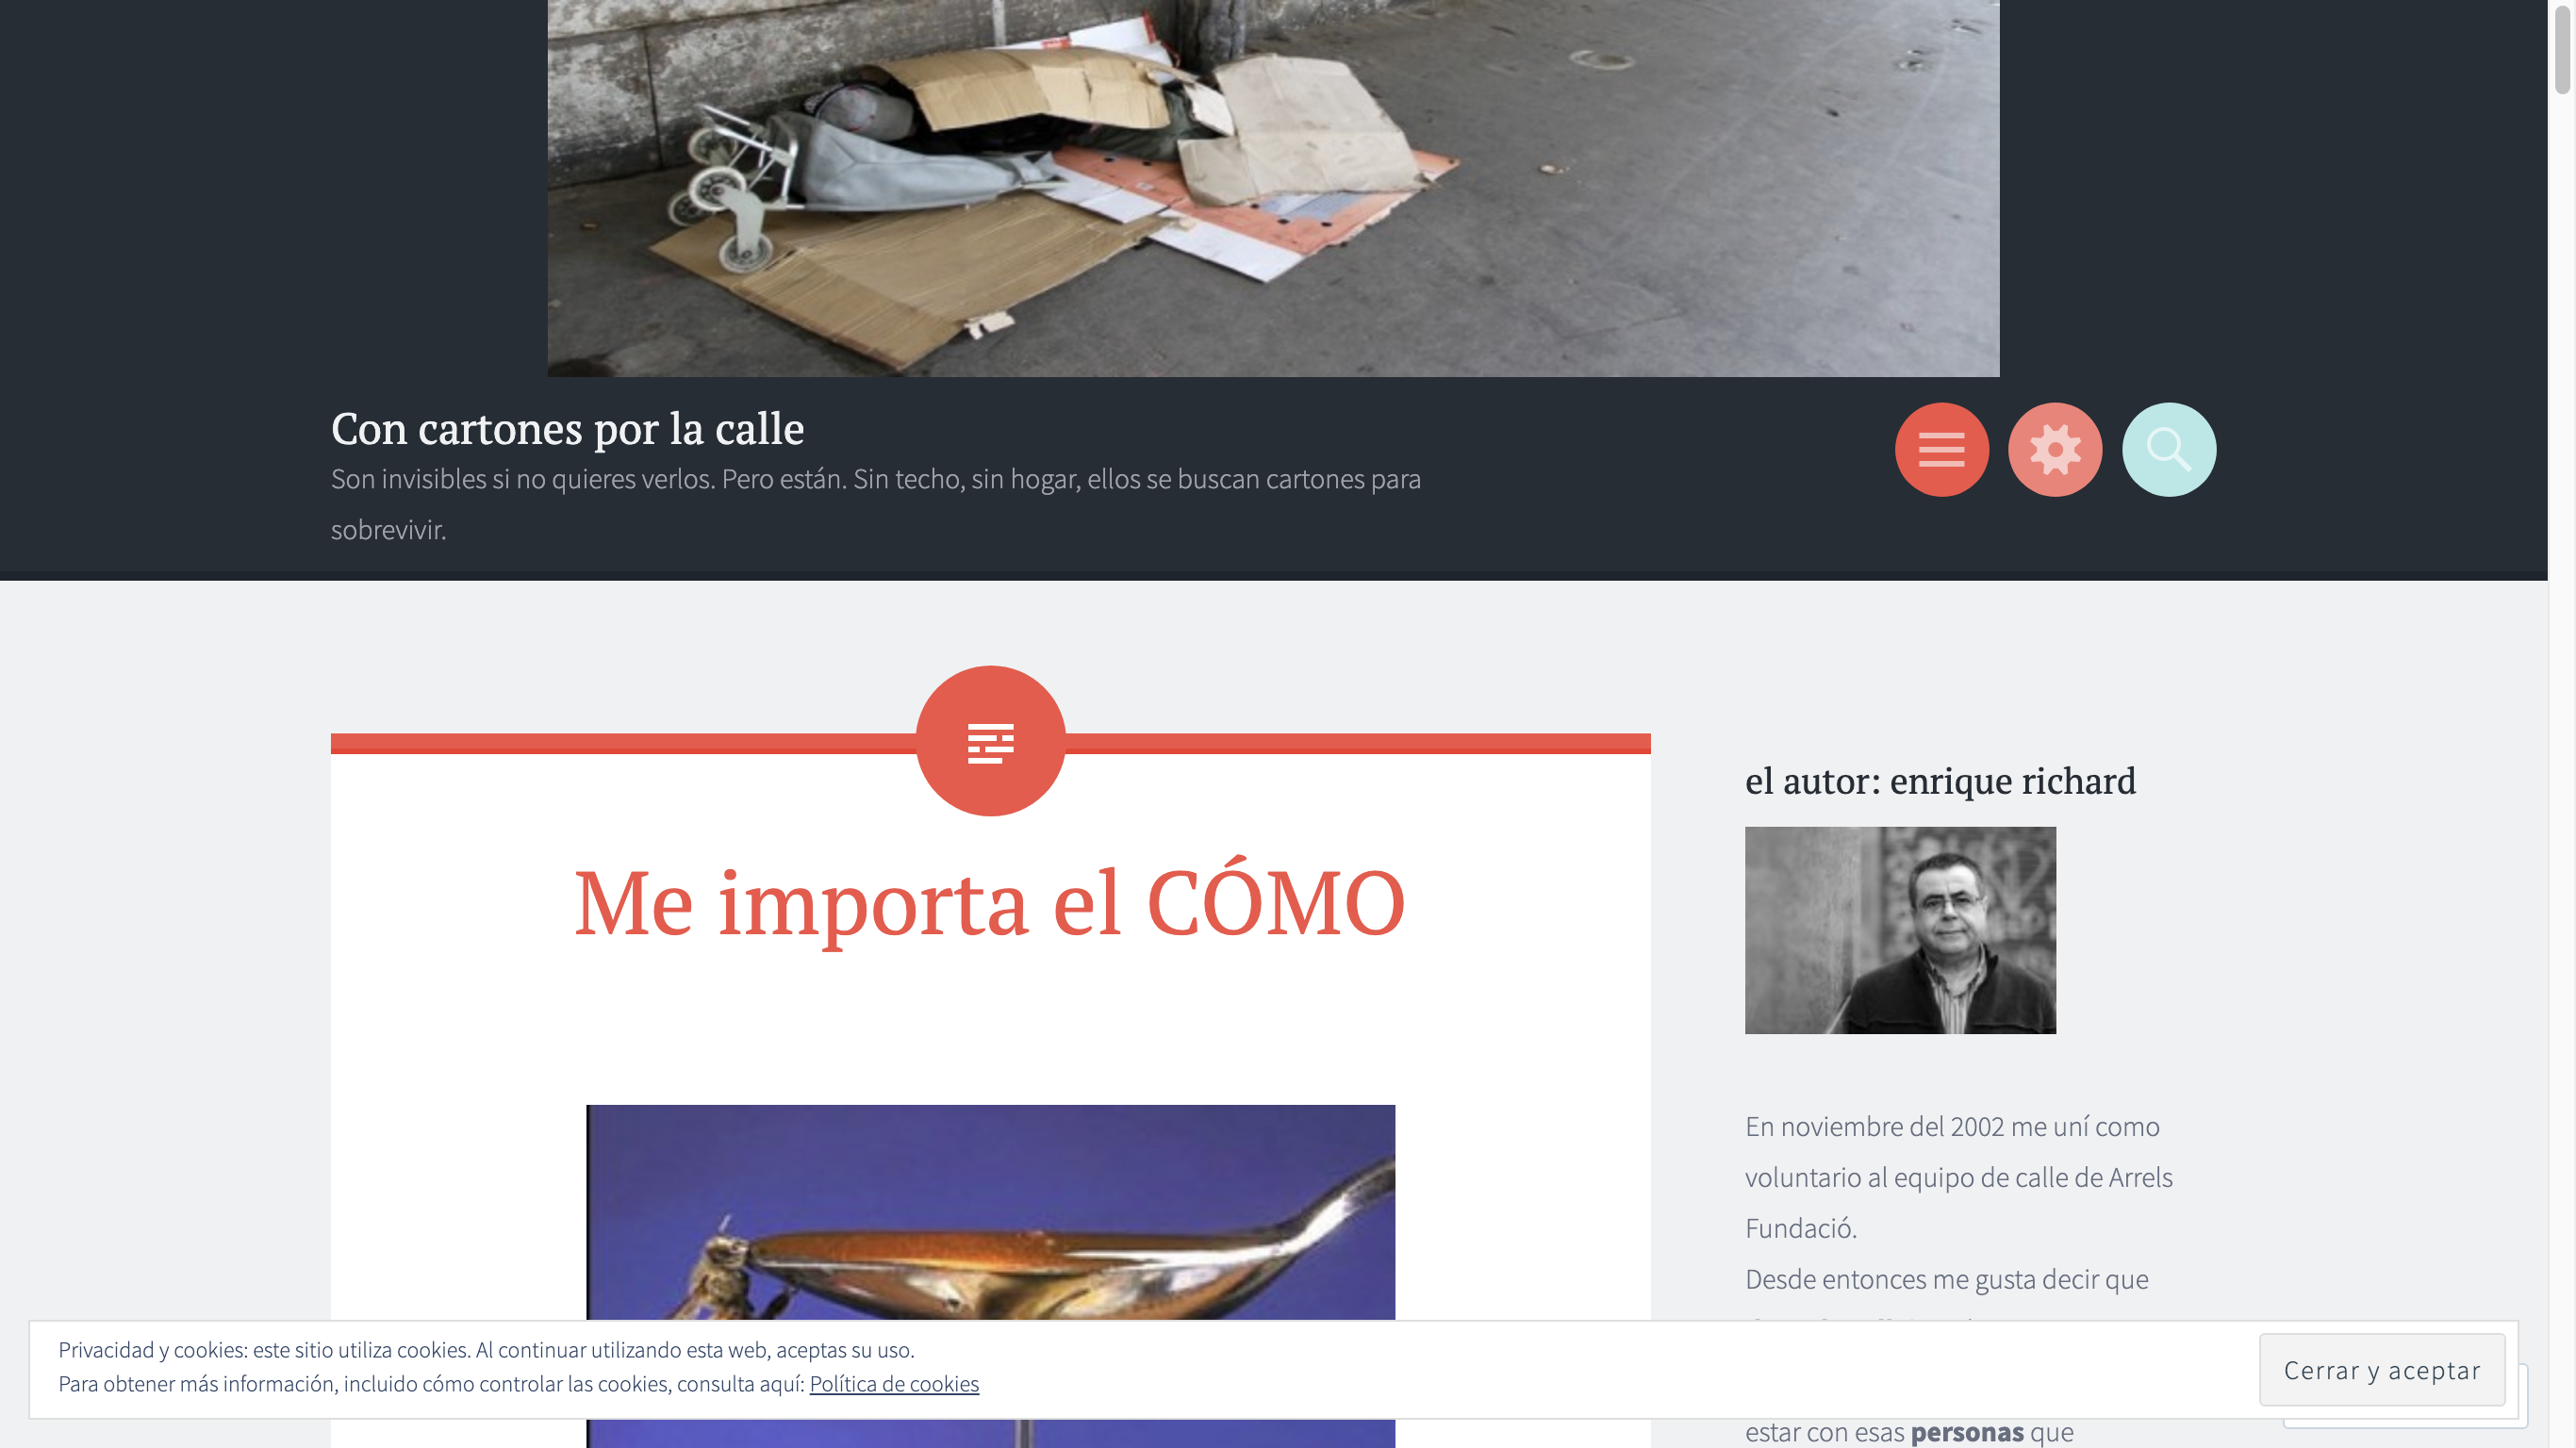 Con cartones por la calle
Son invisibles si no quieres verlos. Pero están. Sin techo, sin hogar, ellos se buscan cartones para
sobrevivir.
Me importa el CÓMO
el autor: enrique richard
En noviembre del 2002 me uní como
voluntario al equipo de calle de Arrels
Fundació.
Desde entonces me gusta decir que
estar con esas personas que
Privacidad y cookies: este sitio utiliza cookies. Al continuar utilizando esta web, aceptas su uso.
Para obtener más información, incluido cómo controlar las cookies, consulta aquí: Política de cookies
Cerrar y aceptar